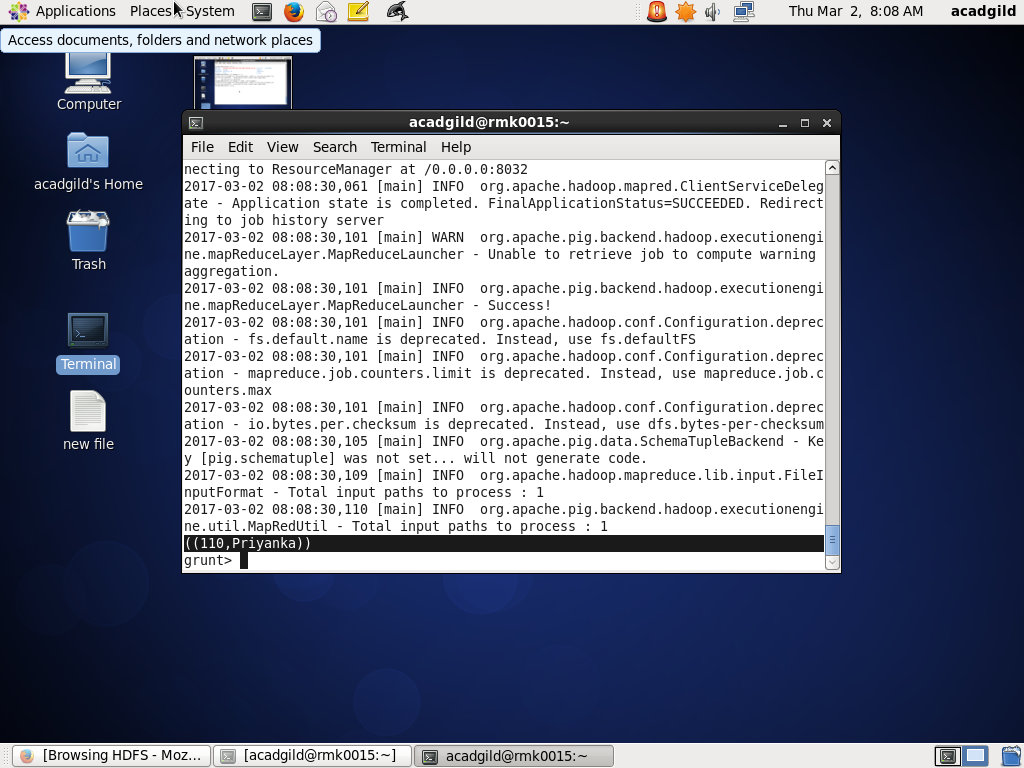 Applications Places System
Thu Mar 2, 8:08 AM acadgild
Access documents, folders and network places
Computer
acadgild's Home
Trash
Terminal
new file
acadgild@rmk0015:~
File Edit View Search Terminal Help
necting to ResourceManager at /0.0.0.0:8032
2017-03-02 08:08:30,061 [main] INFO  org.apache.hadoop.mapred.ClientServiceDeleg
ate - Application state is completed. FinalApplicationStatus=SUCCEEDED. Redirect
ing to job history server
2017-03-02 08:08:30,101 [main] WARN  org.apache.pig.backend.hadoop.executionengi
ne.mapReduceLayer.MapReduceLauncher - Unable to retrieve job to compute warning
aggregation.
2017-03-02 08:08:30,101 [main] INFO  org.apache.pig.backend.hadoop.executionengi
ne.mapReduceLayer.MapReduceLauncher - Success!
2017-03-02 08:08:30,101 [main] INFO  org.apache.hadoop.conf.Configuration.deprec
ation - fs.default.name is deprecated. Instead, use fs.defaultFS
2017-03-02 08:08:30,101 [main] INFO  org.apache.hadoop.conf.Configuration.deprec
ation - mapreduce.job.counters.limit is deprecated. Instead, use mapreduce.job.c
ounters.max
2017-03-02 08:08:30,101 [main] INFO  org.apache.hadoop.conf.Configuration.deprec
ation - io.bytes.per.checksum is deprecated. Instead, use dfs.bytes-per-checksum
2017-03-02 08:08:30,105 [main] INFO  org.apache.pig.data.SchemaTupleBackend - Ke
y [pig.schematuple] was not set... will not generate code.
2017-03-02 08:08:30,109 [main] INFO  org.apache.hadoop.mapreduce.lib.input.FileI
nputFormat - Total input paths to process : 1
2017-03-02 08:08:30,110 [main] INFO  org.apache.pig.backend.hadoop.executionengi
ne.util.MapRedUtil - Total input paths to process : 1
((110,Priyanka))
grunt>
[Browsing HDFS - Moz... [acadgild@rmk0015:~] acadgild@rmk0015:~